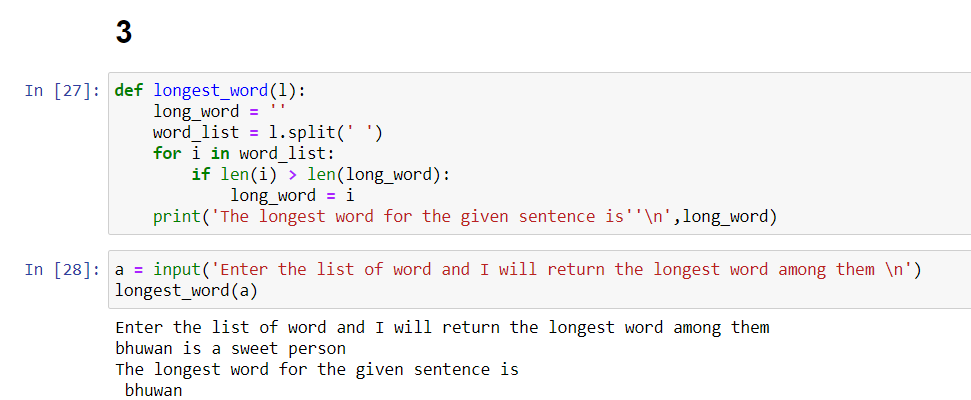 3
In [27]: def longest_word(l):
    long_word = ''
    word_list = l.split(' ')
    for i in word_list:
        if len(i) > len(long_word):
            long_word = i
    print('The longest word for the given sentence is''\n',long_word)
In [28]: a = input('Enter the list of word and I will return the longest word among them \n')
longest_word(a)
Enter the list of word and I will return the longest word among them
bhuwan is a sweet person
The longest word for the given sentence is
 bhuwan